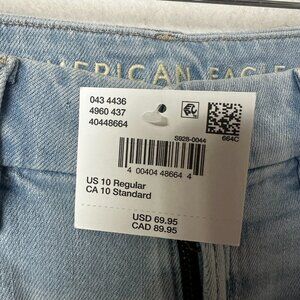 AMERICAN EAGLE
043 4436
4960 437
40448664
S928-0044
664C
4 00404 48664 4
US 10 Regular
CA 10 Standard
USD 69.95
CAD 89.95